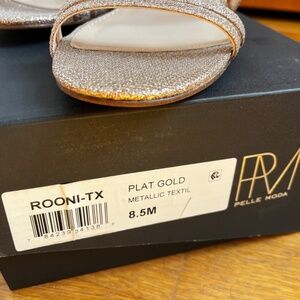 ROONI-TX
PLAT GOLD
METALLIC TEXTIL
8.5M
PM
PELLE MODA